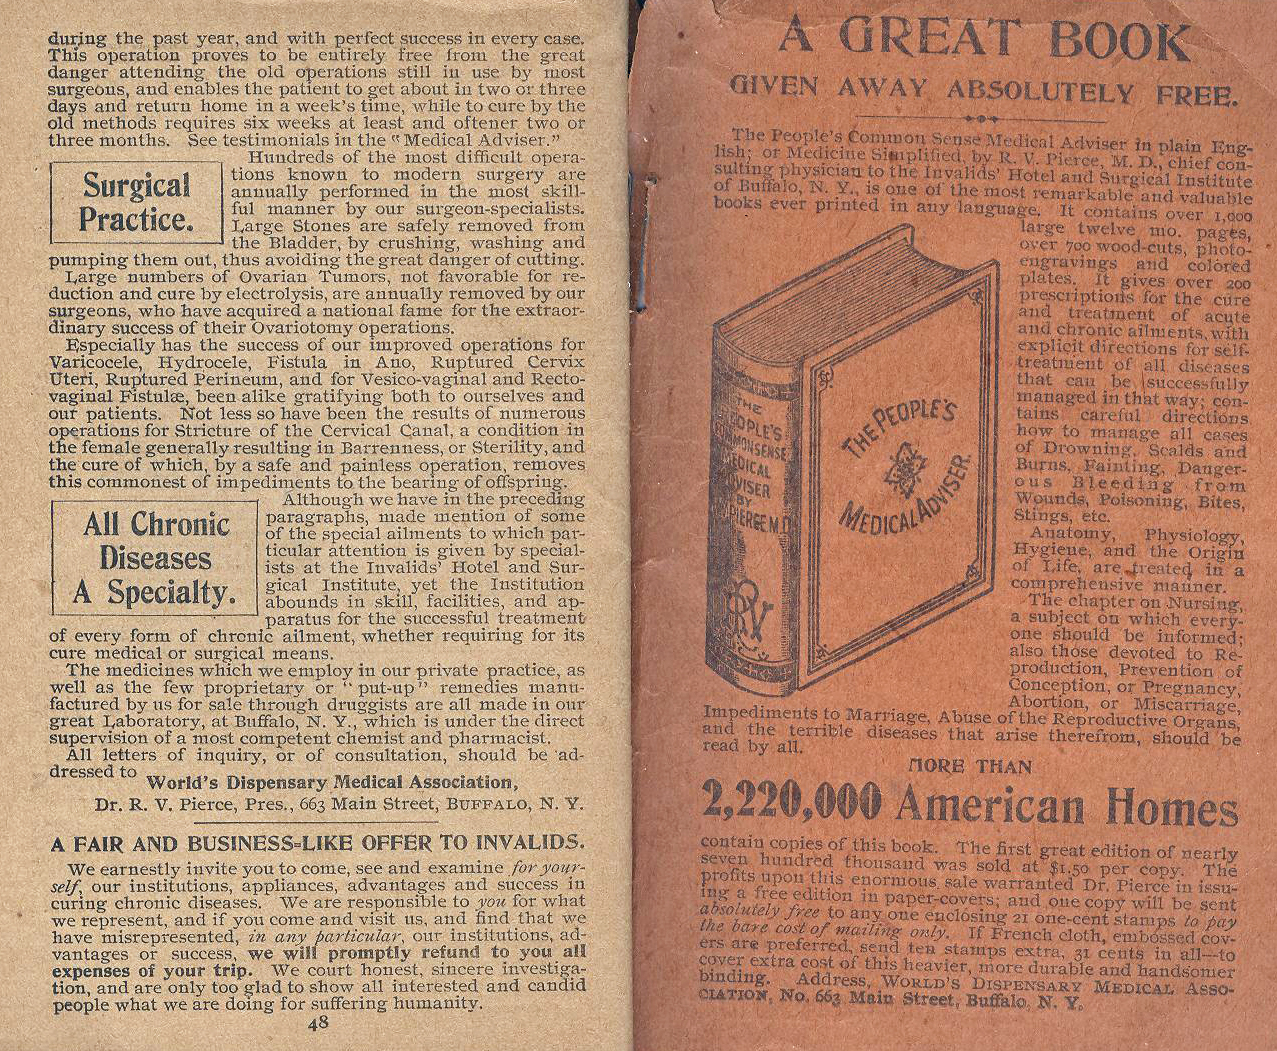 during the past year, and with perfect success in every case.
This operation proves to be entirely free from the great
danger attending the old operations still in use by most
surgeons, and enables the patient to get about in two or three
days and return home in a week's time, while to cure by the
old methods requires six weeks at least and oftener two or
three months. See testimonials in the "Medical Adviser."
Surgical
Practice.
Hundreds of the most difficult opera-
tions known to modern surgery are
annually performed in the most skill-
ful manner by our surgeon-specialists.
Large Stones are safely removed from
the Bladder, by crushing, washing and
pumping them out, thus avoiding the great danger of cutting.
Large numbers of Ovarian Tumors, not favorable for re-
duction and cure by electrolysis, are annually removed by our
surgeons, who have acquired a national fame for the extraor-
dinary success of their Ovariotomy operations.
Especially has the success of our improved operations for
Varicocele, Hydrocele, Fistula in Ano, Ruptured Cervix
Uteri, Ruptured Perineum, and for Vesico-vaginal and Recto-
vaginal Fistulæ, been alike gratifying both to ourselves and
our patients. Not less so have been the results of numerous
operations for Stricture of the Cervical Canal, a condition in
the female generally resulting in Barrenness, or Sterility, and
the cure of which, by a safe and painless operation, removes
this commonest of impediments to the bearing of offspring.
All Chronic
Diseases
A Specialty.
Although we have in the preceding
paragraphs, made mention of some
of the special ailments to which par-
ticular attention is given by special-
ists at the Invalids' Hotel and Sur-
gical Institute, yet the Institution
abounds in skill, facilities, and ap-
paratus for the successful treatment
of every form of chronic ailment, whether requiring for its
cure medical or surgical means.
The medicines which we employ in our private practice, as
well as the few proprietary or "put-up" remedies manu-
factured by us for sale through druggists are all made in our
great Laboratory, at Buffalo, N. Y., which is under the direct
supervision of a most competent chemist and pharmacist.
All letters of inquiry, or of consultation, should be ad-
dressed to
World's Dispensary Medical Association,
Dr. R. V. Pierce, Pres., 663 Main Street, BUFFALO, N. Y.
A FAIR AND BUSINESS=LIKE OFFER TO INVALIDS.
We earnestly invite you to come, see and examine for your-
self, our institutions, appliances, advantages and success in
curing chronic diseases. We are responsible to you for what
we represent, and if you come and visit us, and find that we
have misrepresented, in any particular, our institutions, ad-
vantages or success, we will promptly refund to you all
expenses of your trip. We court honest, sincere investiga-
tion, and are only too glad to show all interested and candid
people what we are doing for suffering humanity.
48
A GREAT BOOK
GIVEN AWAY ABSOLUTELY FREE.
The People's Common Sense Medical Adviser in plain Eng-
lish; or Medicine Simplified, by R. V. Pierce, M. D., chief con-
sulting physician to the Invalids' Hotel and Surgical Institute
of Buffalo, N. Y., is one of the most remarkable and valuable
books ever printed in any language. It contains over 1,000
large twelve mo. pages,
over 700 wood-cuts, photo-
engravings and colored
plates. It gives over 200
prescriptions for the cure
and treatment of acute
and chronic ailments, with
explicit directions for self-
treatment of all diseases
that can be successfully
managed in that way; con-
tains careful directions
how to manage all cases
of Drowning, Scalds and
Burns, Fainting, Danger-
ous Bleeding from
Wounds, Poisoning, Bites,
Stings, etc.
Anatomy, Physiology,
Hygiene, and the Origin
of Life, are treated in a
comprehensive manner.
The chapter on Nursing,
a subject on which every-
one should be informed;
also those devoted to Re-
production, Prevention of
Conception, or Pregnancy,
Abortion, or Miscarriage,
THE
PEOPLE'S
COMMONSENSE
MEDICAL
ADVISER
BY
R.V.PIERCE M.D.
RVP
THE PEOPLE'S
MEDICAL ADVISER.
Impediments to Marriage, Abuse of the Reproductive Organs,
and the terrible diseases that arise therefrom, should be
read by all.
MORE THAN
2,220,000 American Homes
contain copies of this book. The first great edition of nearly
seven hundred thousand was sold at $1.50 per copy. The
profits upon this enormous sale warranted Dr. Pierce in issu-
ing a free edition in paper-covers; and one copy will be sent
absolutely free to any one enclosing 21 one-cent stamps to pay
the bare cost of mailing only. If French cloth, embossed cov-
ers are preferred, send ten stamps extra, 31 cents in all—to
cover extra cost of this heavier, more durable and handsomer
binding. Address, WORLD'S DISPENSARY MEDICAL ASSO-
CIATION, No. 663 Main Street, Buffalo, N. Y.